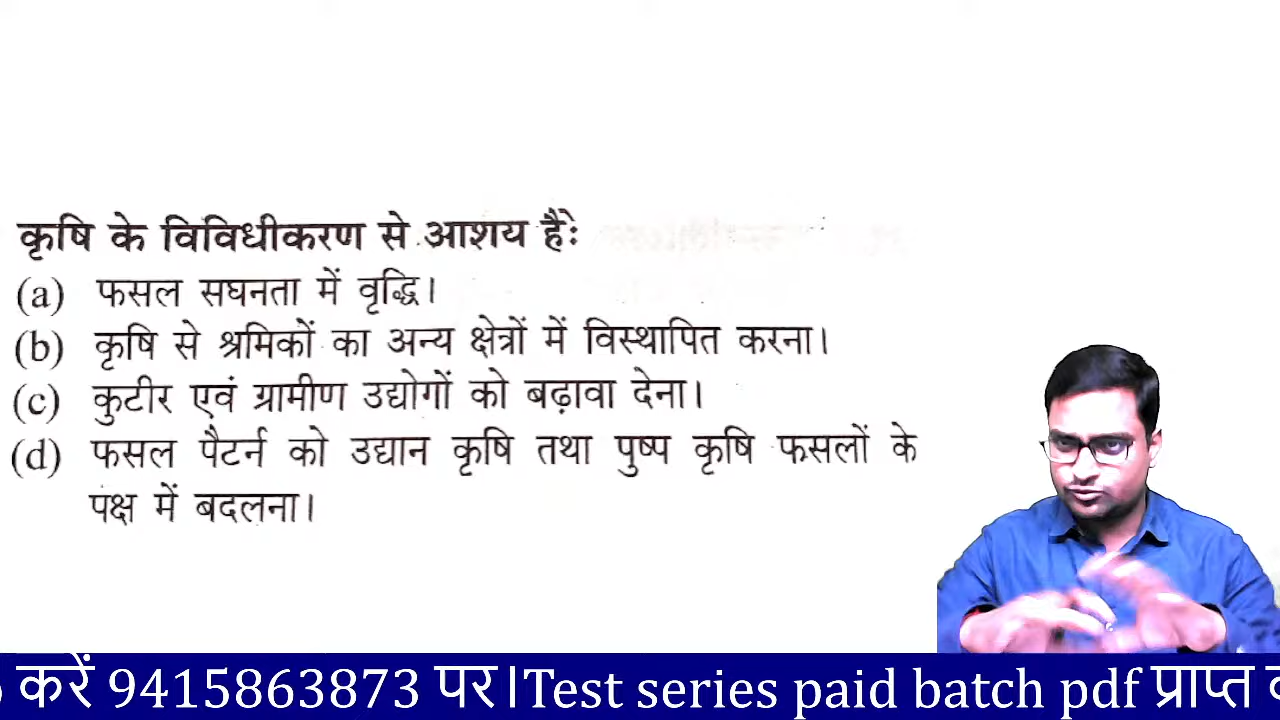 कृषि के विविधीकरण से आशय हैंः
(a) फसल सघनता में वृद्धि।
(b) कृषि से श्रमिकों का अन्य क्षेत्रों में विस्थापित करना।
(c) कुटीर एवं ग्रामीण उद्योगों को बढ़ावा देना।
(d) फसल पैटर्न को उद्यान कृषि तथा पुष्प कृषि फसलों के
पक्ष में बदलना।
करें 9415863873 पर।Test series paid batch pdf प्राप्त